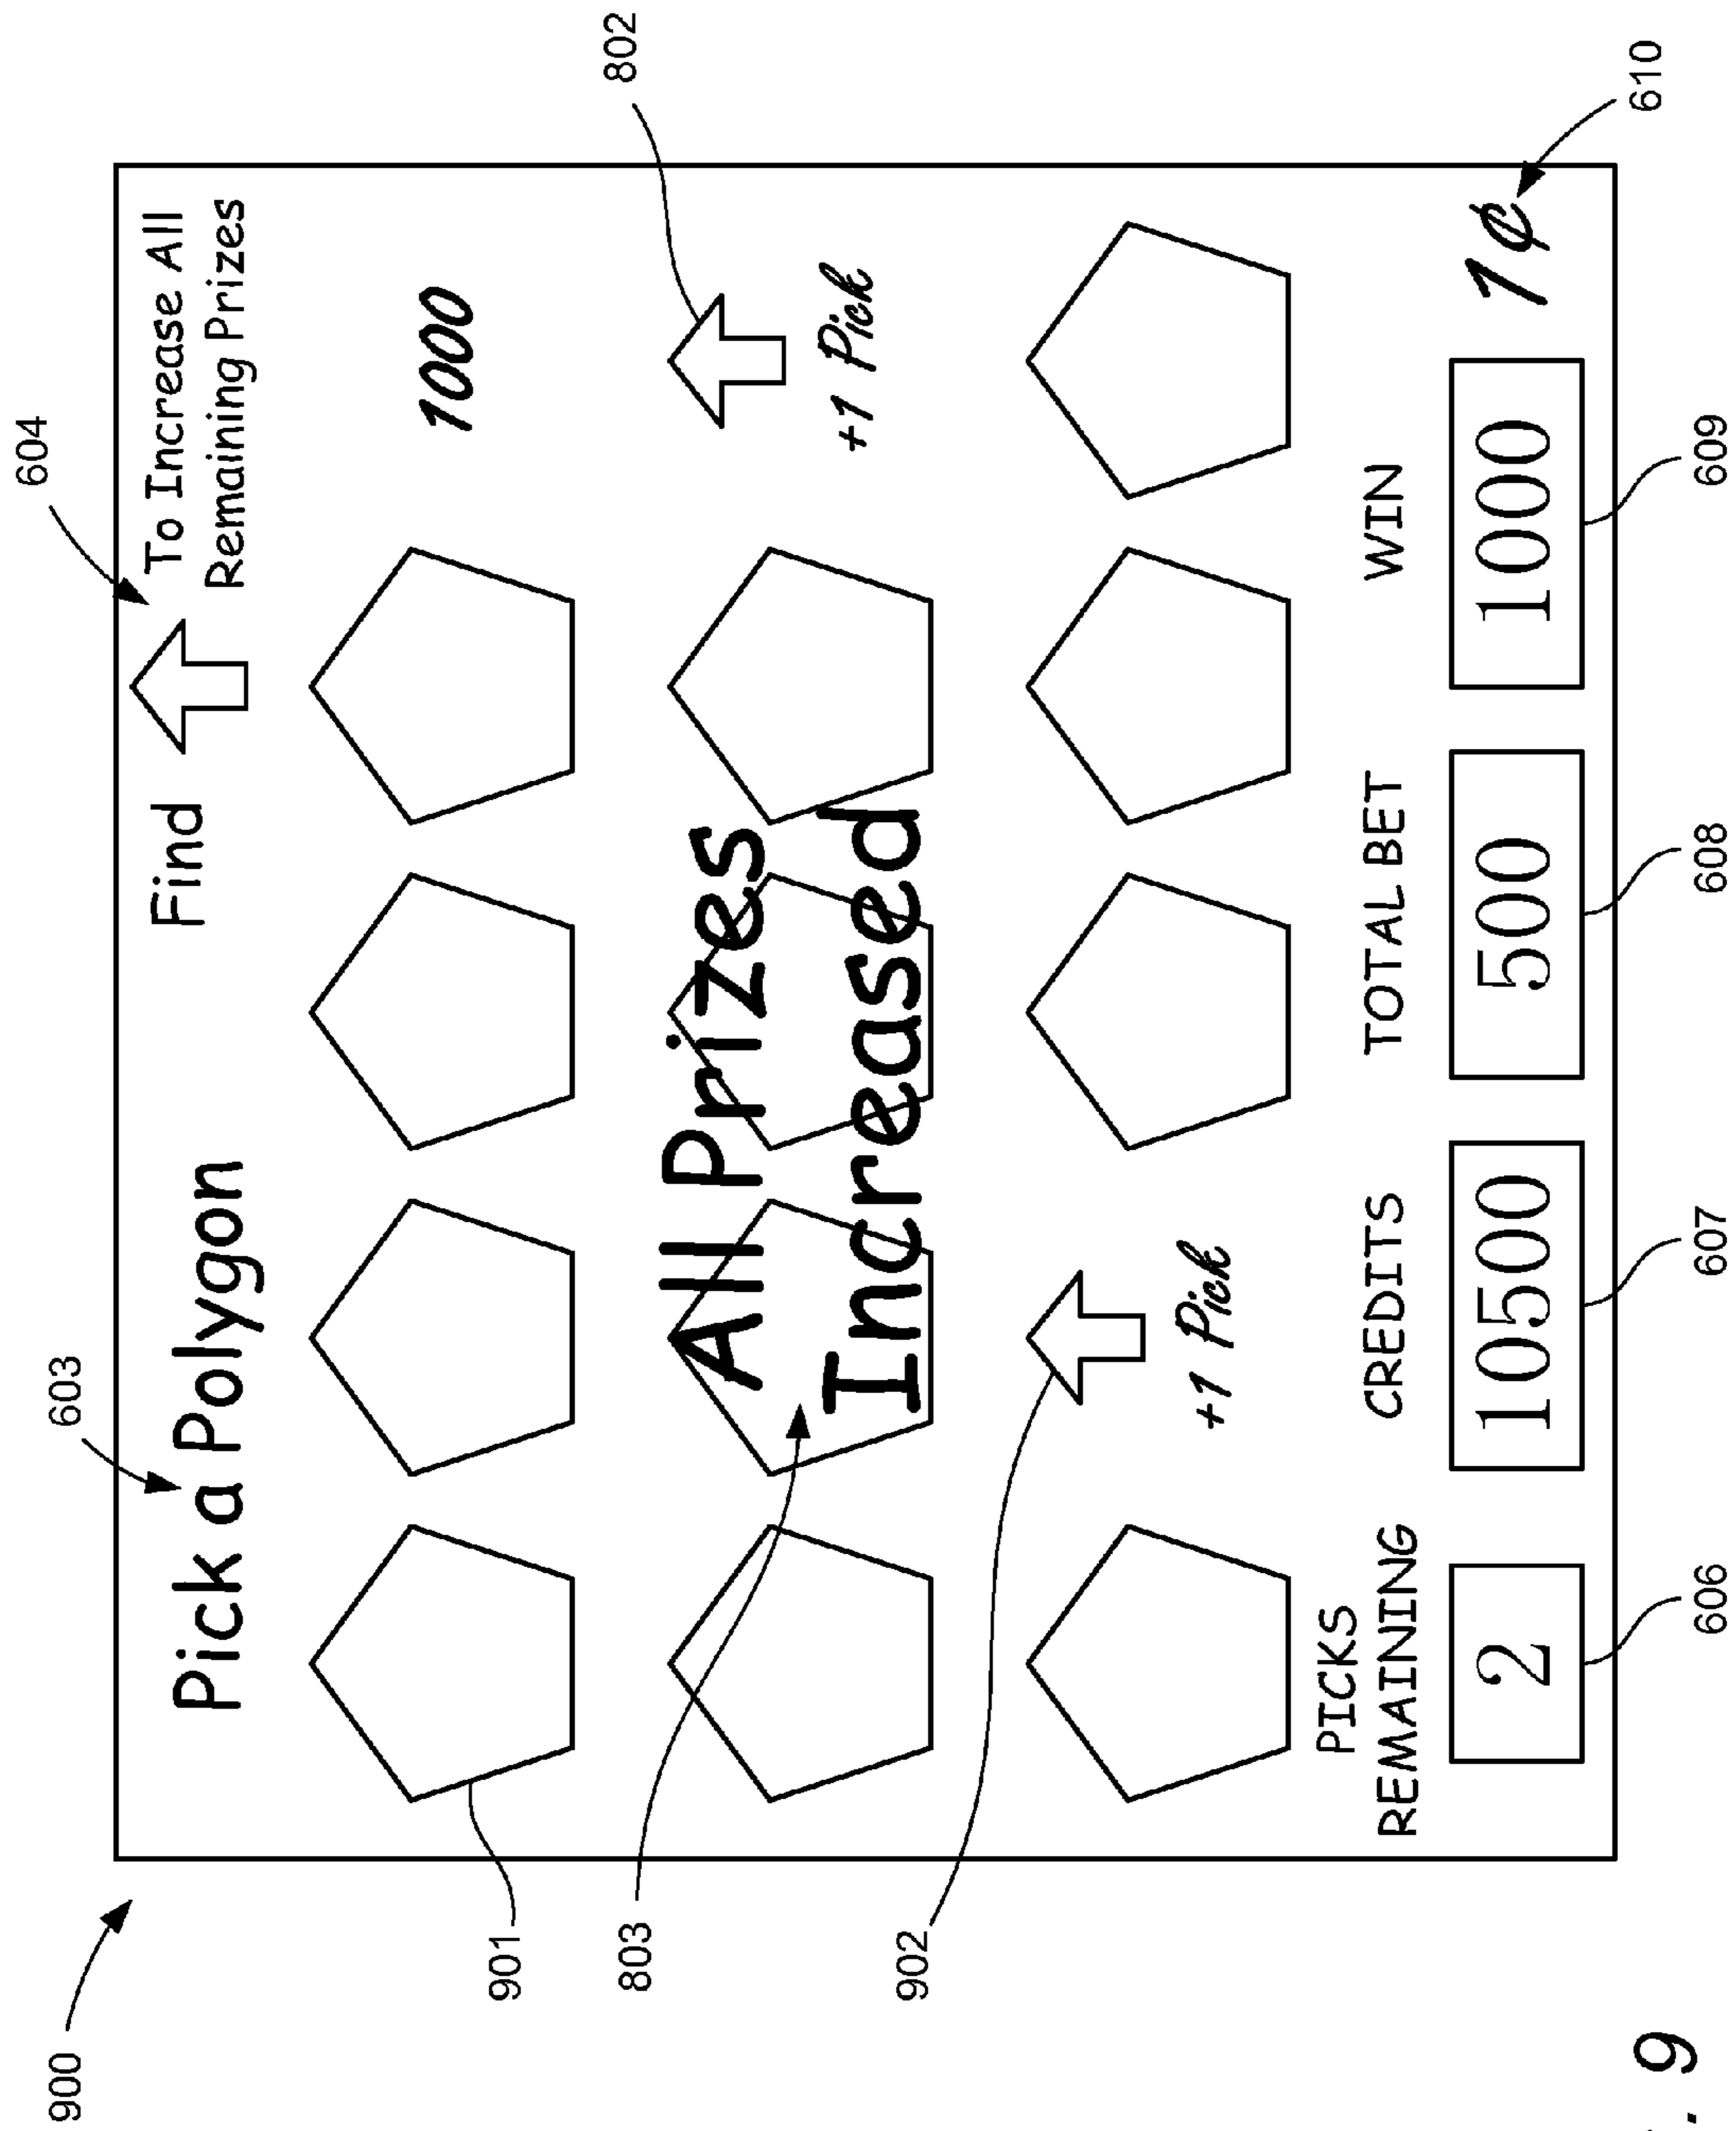 900
603
604
Pick a Polygon
Find
To Increase All
Remaining Prizes
901
1000
802
803
All Prizes
Increased
+1 Pick
902
+1 Pick
PICKS
REMAINING
CREDITS
TOTAL BET
WIN
2
10500
500
1000
1¢
606
607
608
609
610
. 9